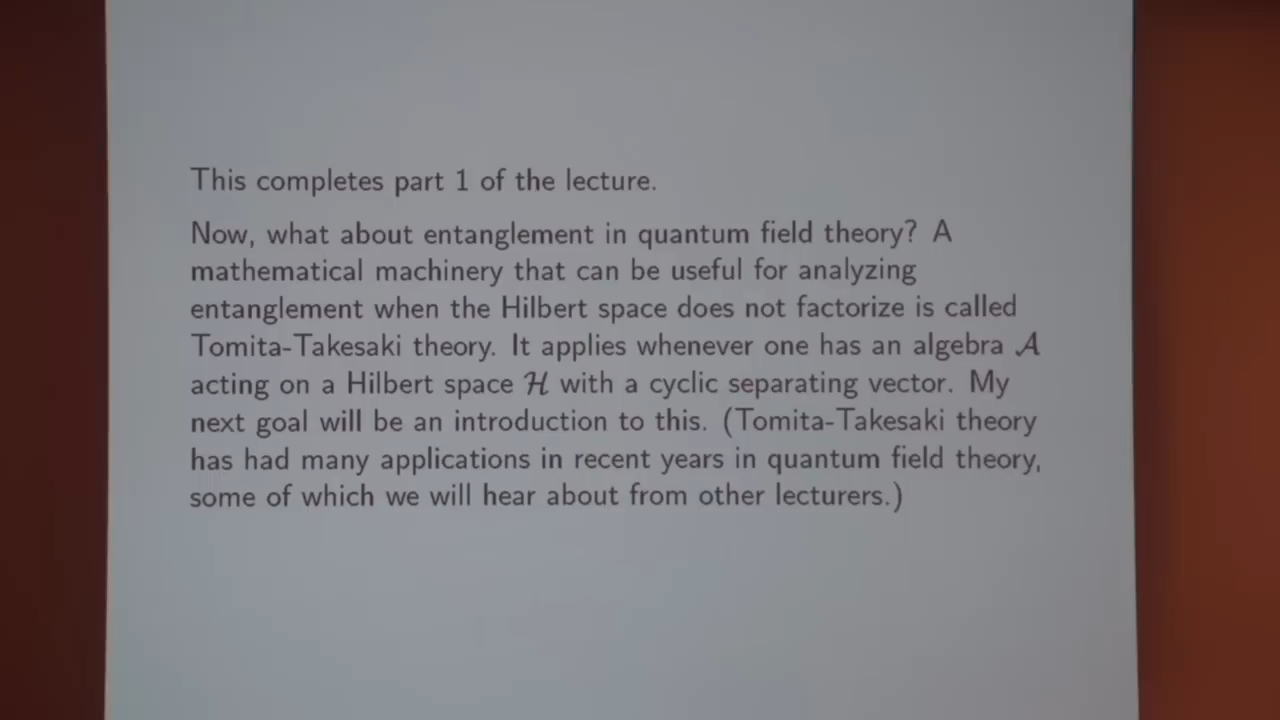 This completes part 1 of the lecture.
Now, what about entanglement in quantum field theory? A
mathematical machinery that can be useful for analyzing
entanglement when the Hilbert space does not factorize is called
Tomita-Takesaki theory. It applies whenever one has an algebra 𝒜
acting on a Hilbert space ℋ with a cyclic separating vector. My
next goal will be an introduction to this. (Tomita-Takesaki theory
has had many applications in recent years in quantum field theory,
some of which we will hear about from other lecturers.)